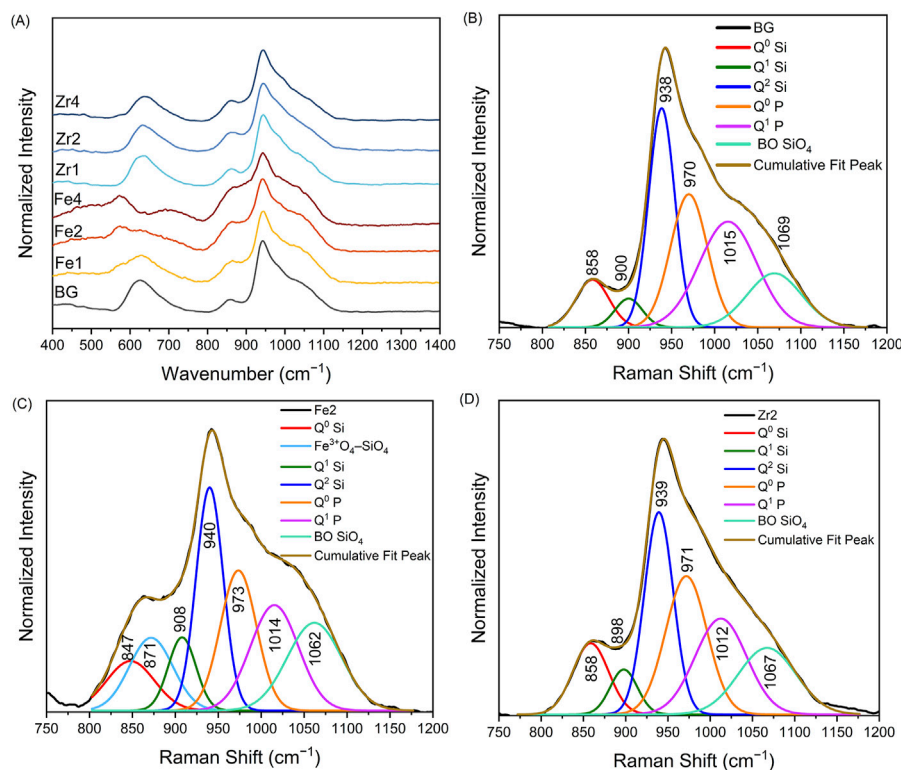 (A)
Normalized Intensity
Zr4
Zr2
Zr1
Fe4
Fe2
Fe1
BG
400 500 600 700 800 900 1000 1100 1200 1300 1400
Wavenumber (cm⁻¹)
(B)
Normalized Intensity
BG
Q⁰ Si
Q¹ Si
Q² Si
Q⁰ P
Q¹ P
BO SiO₄
Cumulative Fit Peak
858
900
938
970
1015
1069
750 800 850 900 950 1000 1050 1100 1150 1200
Raman Shift (cm⁻¹)
(C)
Normalized Intensity
Fe2
Q⁰ Si
Fe³⁺O₄–SiO₄
Q¹ Si
Q² Si
Q⁰ P
Q¹ P
BO SiO₄
Cumulative Fit Peak
847
871
908
940
973
1014
1062
750 800 850 900 950 1000 1050 1100 1150 1200
Raman Shift (cm⁻¹)
(D)
Normalized Intensity
Zr2
Q⁰ Si
Q¹ Si
Q² Si
Q⁰ P
Q¹ P
BO SiO₄
Cumulative Fit Peak
858
898
939
971
1012
1067
750 800 850 900 950 1000 1050 1100 1150 1200
Raman Shift (cm⁻¹)